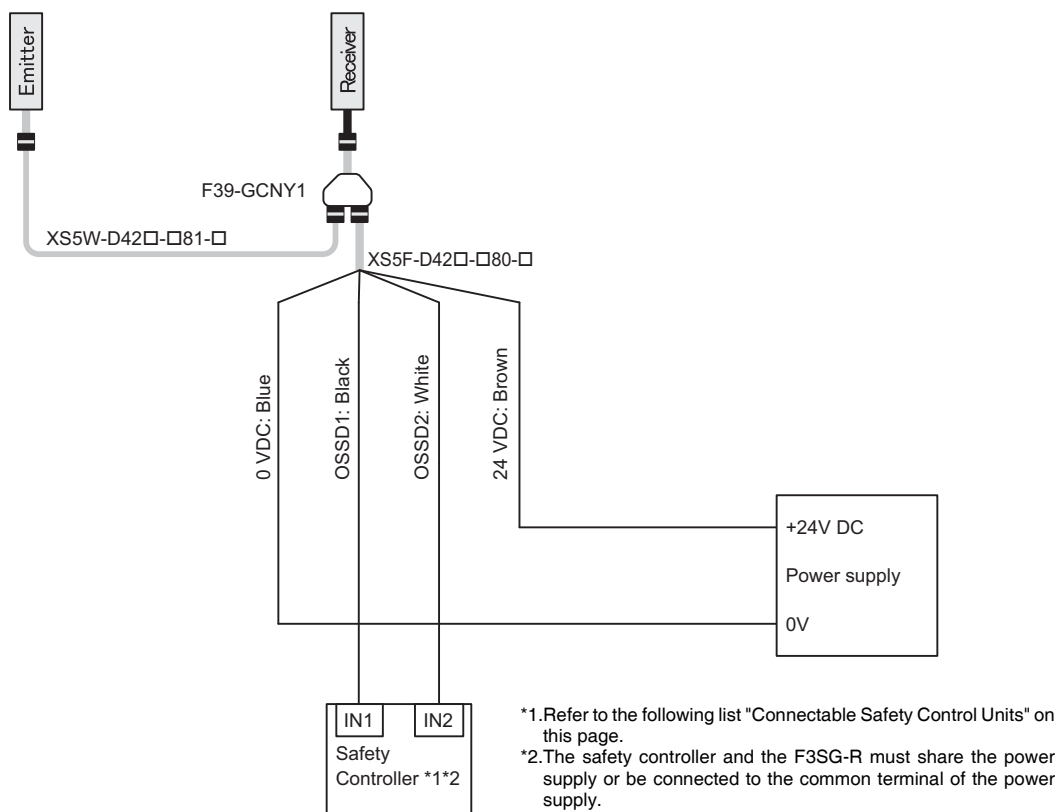 Emitter
Receiver
F39-GCNY1
XS5W-D42□-□81-□
XS5F-D42□-□80-□
0 VDC: Blue
OSSD1: Black
OSSD2: White
24 VDC: Brown
+24V DC
Power supply
0V
IN1
IN2
Safety
Controller *1*2
*1.Refer to the following list "Connectable Safety Control Units" on
this page.
*2.The safety controller and the F3SG-R must share the power
supply or be connected to the common terminal of the power
supply.